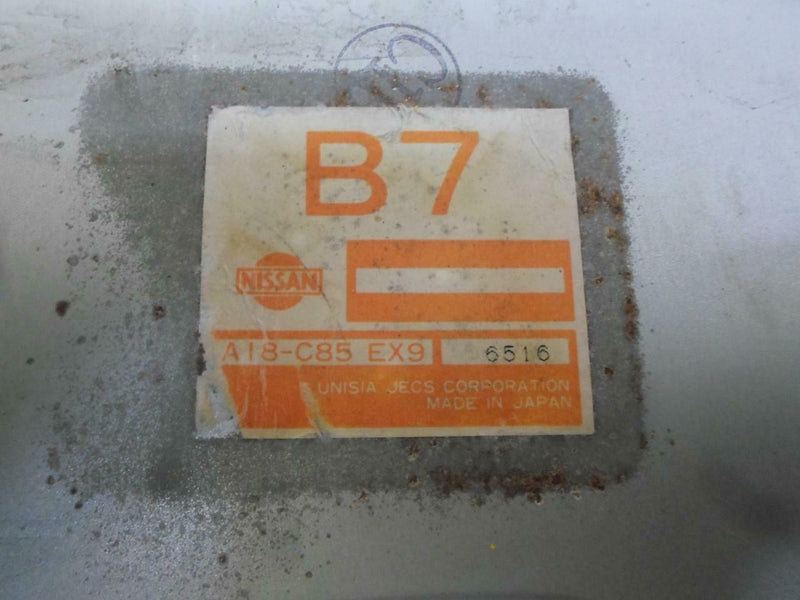 B7
NISSAN
A18-C85 EX9 6516
UNISIA JECS CORPORATION
MADE IN JAPAN